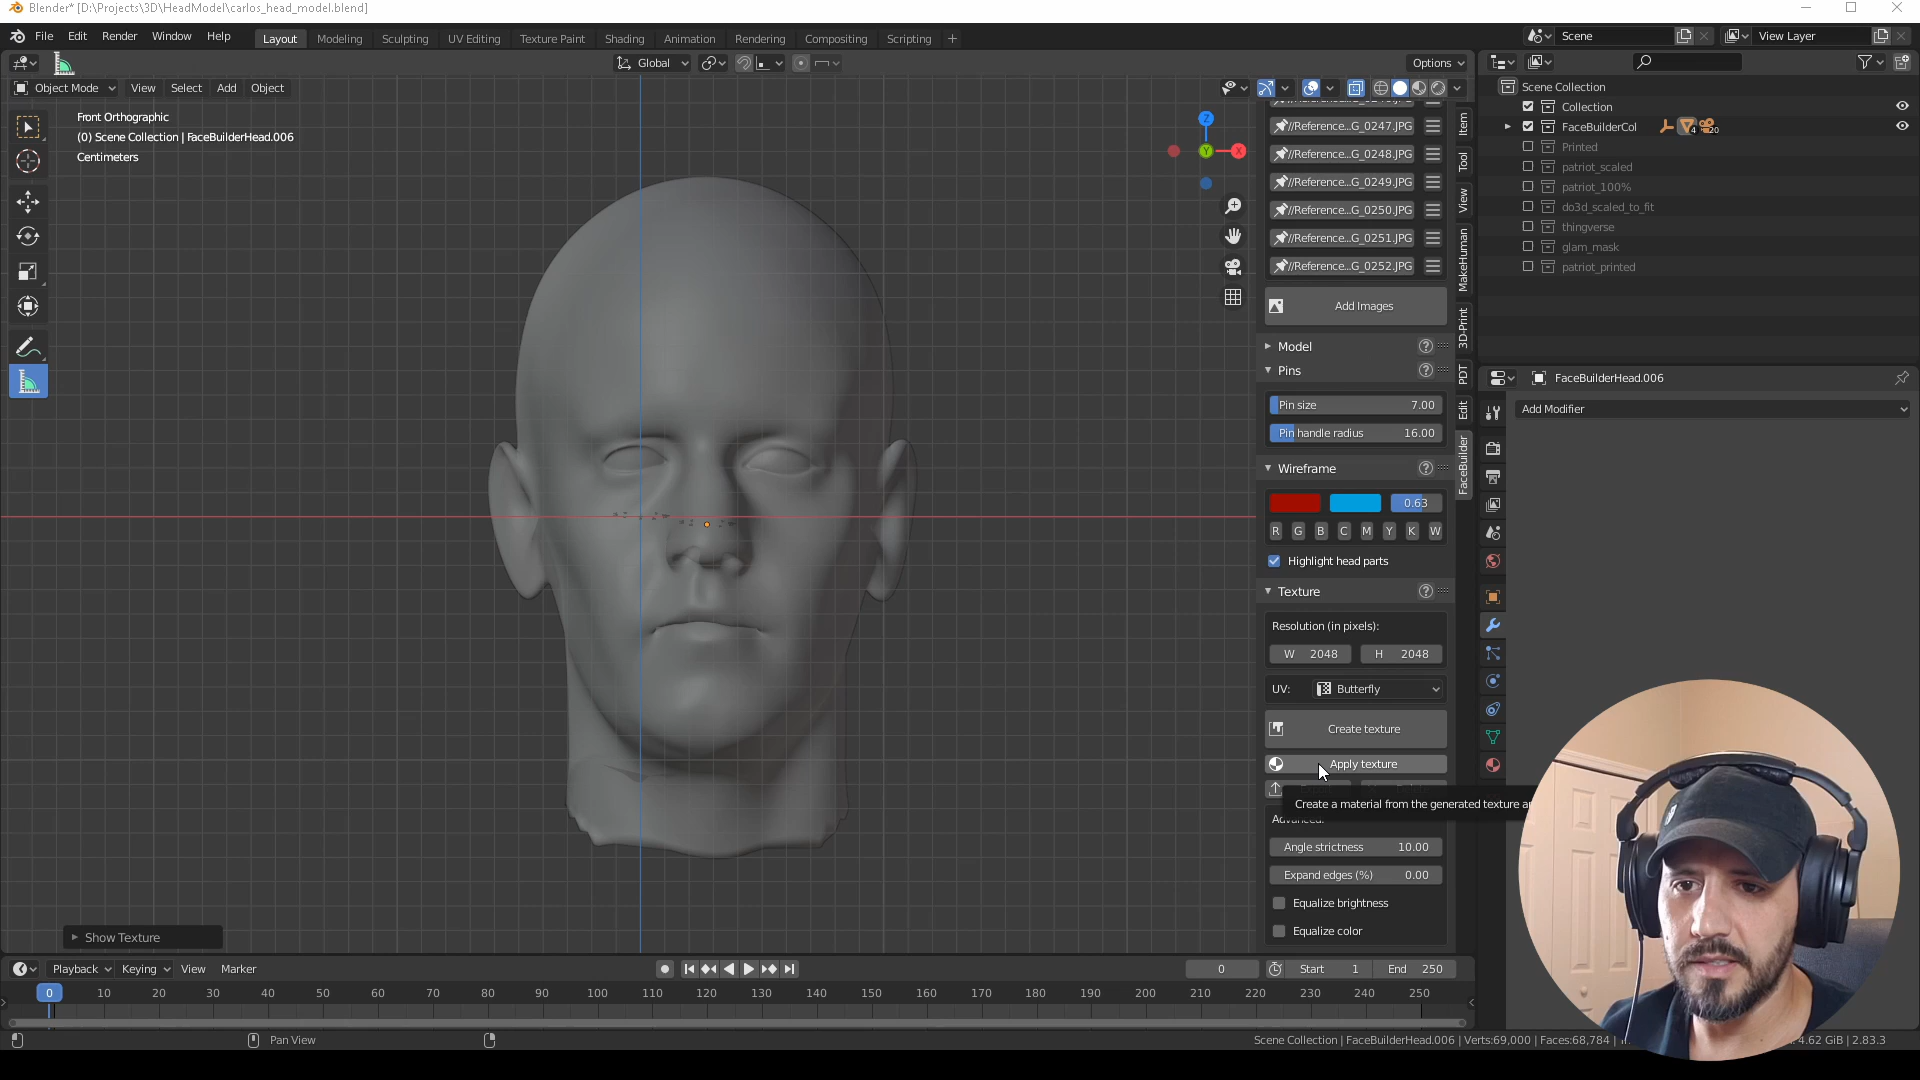 Blender* [D:\Projects\3D\HeadModel\carlos_head_model.blend]
File Edit Render Window Help
Layout Modeling Sculpting UV Editing Texture Paint Shading Animation Rendering Compositing Scripting +
Scene
View Layer
Global
Options
Object Mode View Select Add Object
Front Orthographic
(0) Scene Collection | FaceBuilderHead.006
Centimeters
Z
Y
X
//Reference...G_0247.JPG
//Reference...G_0248.JPG
//Reference...G_0249.JPG
//Reference...G_0250.JPG
//Reference...G_0251.JPG
//Reference...G_0252.JPG
Add Images
Model
Pins
Pin size 7.00
Pin handle radius 16.00
Wireframe
0.63
R G B C M Y K W
Highlight head parts
Texture
Resolution (in pixels):
W 2048 H 2048
UV: Butterfly
Create texture
Apply texture
Create a material from the generated texture
Advanced:
Angle strictness 10.00
Expand edges (%) 0.00
Equalize brightness
Equalize color
Item
Tool
View
MakeHuman
3D-Print
PDT
Edit
FaceBuilder
Scene Collection
Collection
FaceBuilderCol 4 20
Printed
patriot_scaled
patriot_100%
do3d_scaled_to_fit
thingverse
glam_mask
patriot_printed
FaceBuilderHead.006
Add Modifier
Show Texture
Playback Keying View Marker
0
Start 1 End 250
0 10 20 30 40 50 60 70 80 90 100 110 120 130 140 150 160 170 180 190 200 210 220 230 240 250
Pan View
Scene Collection | FaceBuilderHead.006 | Verts:69,000 | Faces:68,784 |
4.62 GiB | 2.83.3